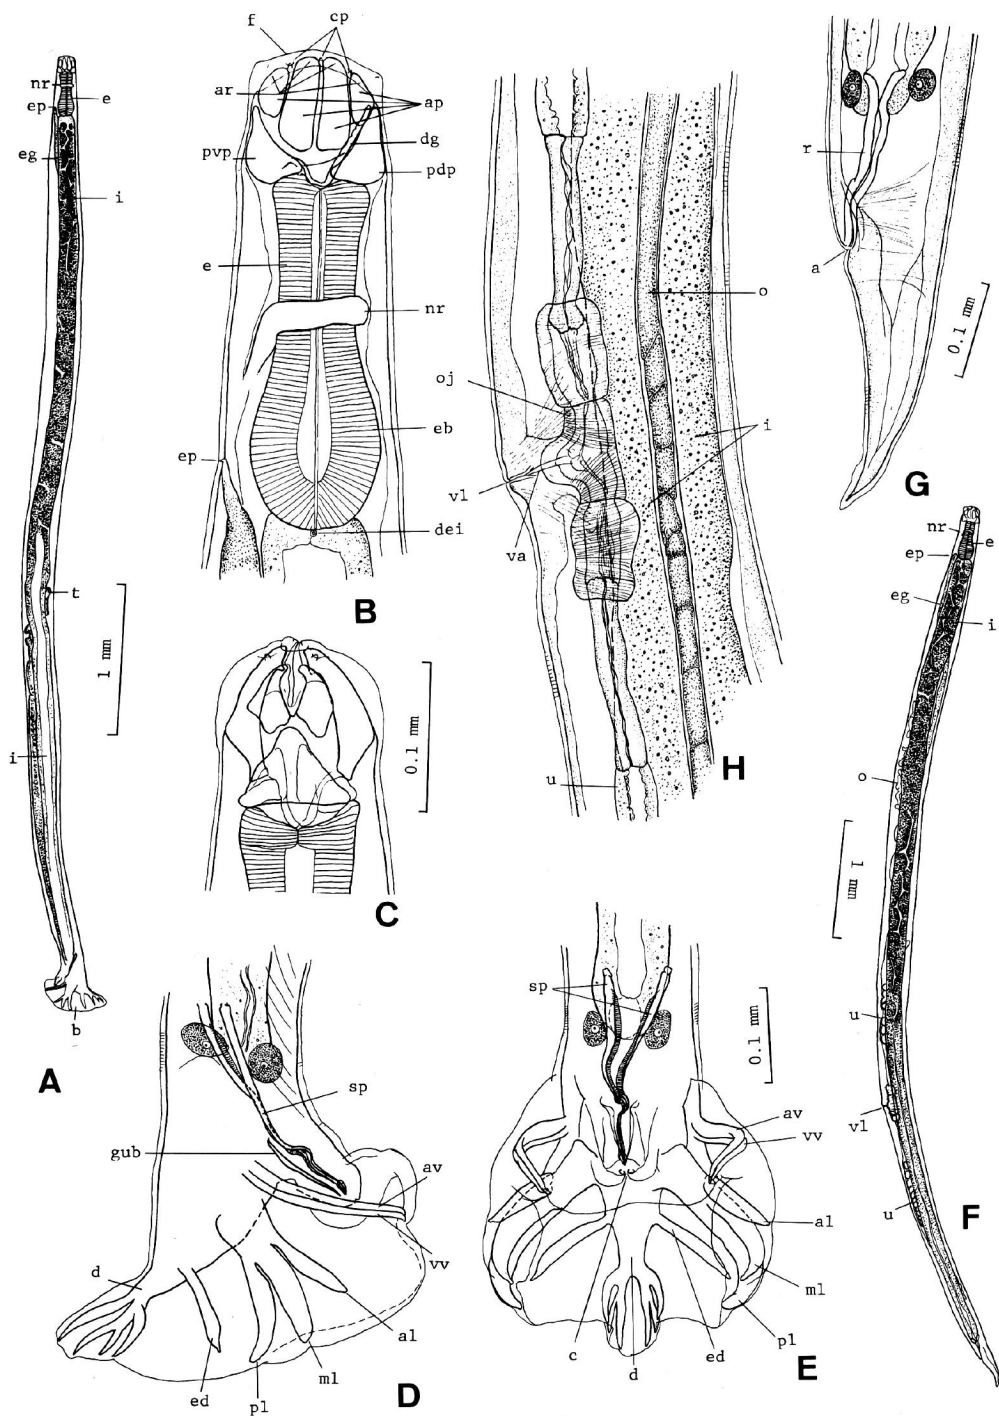 nr
e
ep
eg
i
t
1 mm
i
b
A
f
cp
ar
ap
dg
pvp
pdp
e
nr
eb
ep
dei
B
0.1 mm
C
o
oj
i
vl
va
u
H
r
a
0.1 mm
G
sp
gub
av
vv
d
al
ml
ed
pl
D
sp
0.1 mm
av
vv
al
ml
pl
c
d
ed
E
nr
e
ep
eg
i
o
1 mm
u
vl
u
F